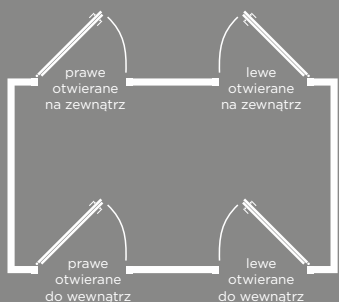 prawe
otwierane
na zewnątrz
lewe
otwierane
na zewnątrz
prawe
otwierane
do wewnątrz
lewe
otwierane
do wewnątrz